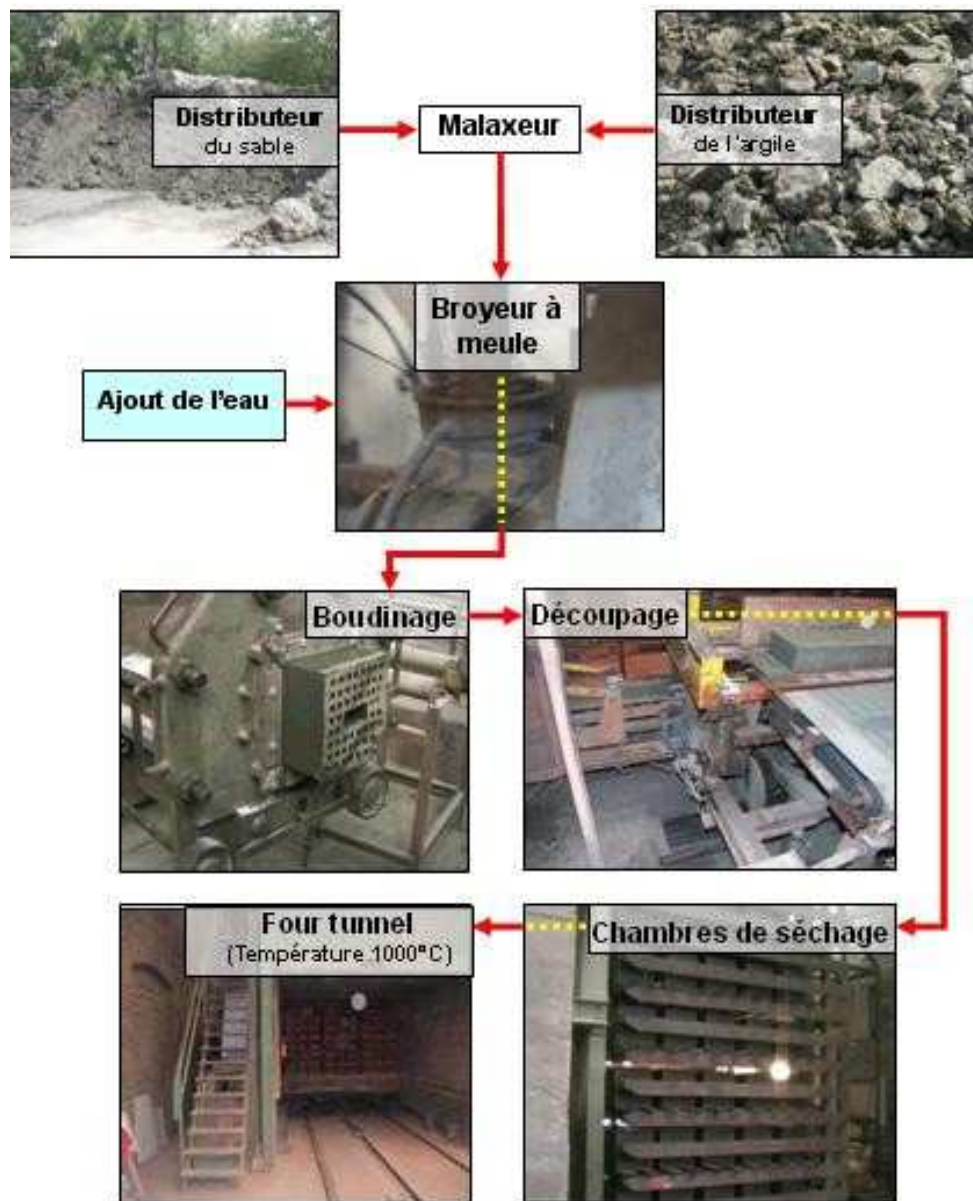 Distributeur
du sable
Malaxeur
Distributeur
de l'argile
Broyeur à
meule
Ajout de l'eau
Boudinage
Découpage
Four tunnel
(Température 1000°C)
Chambres de séchage